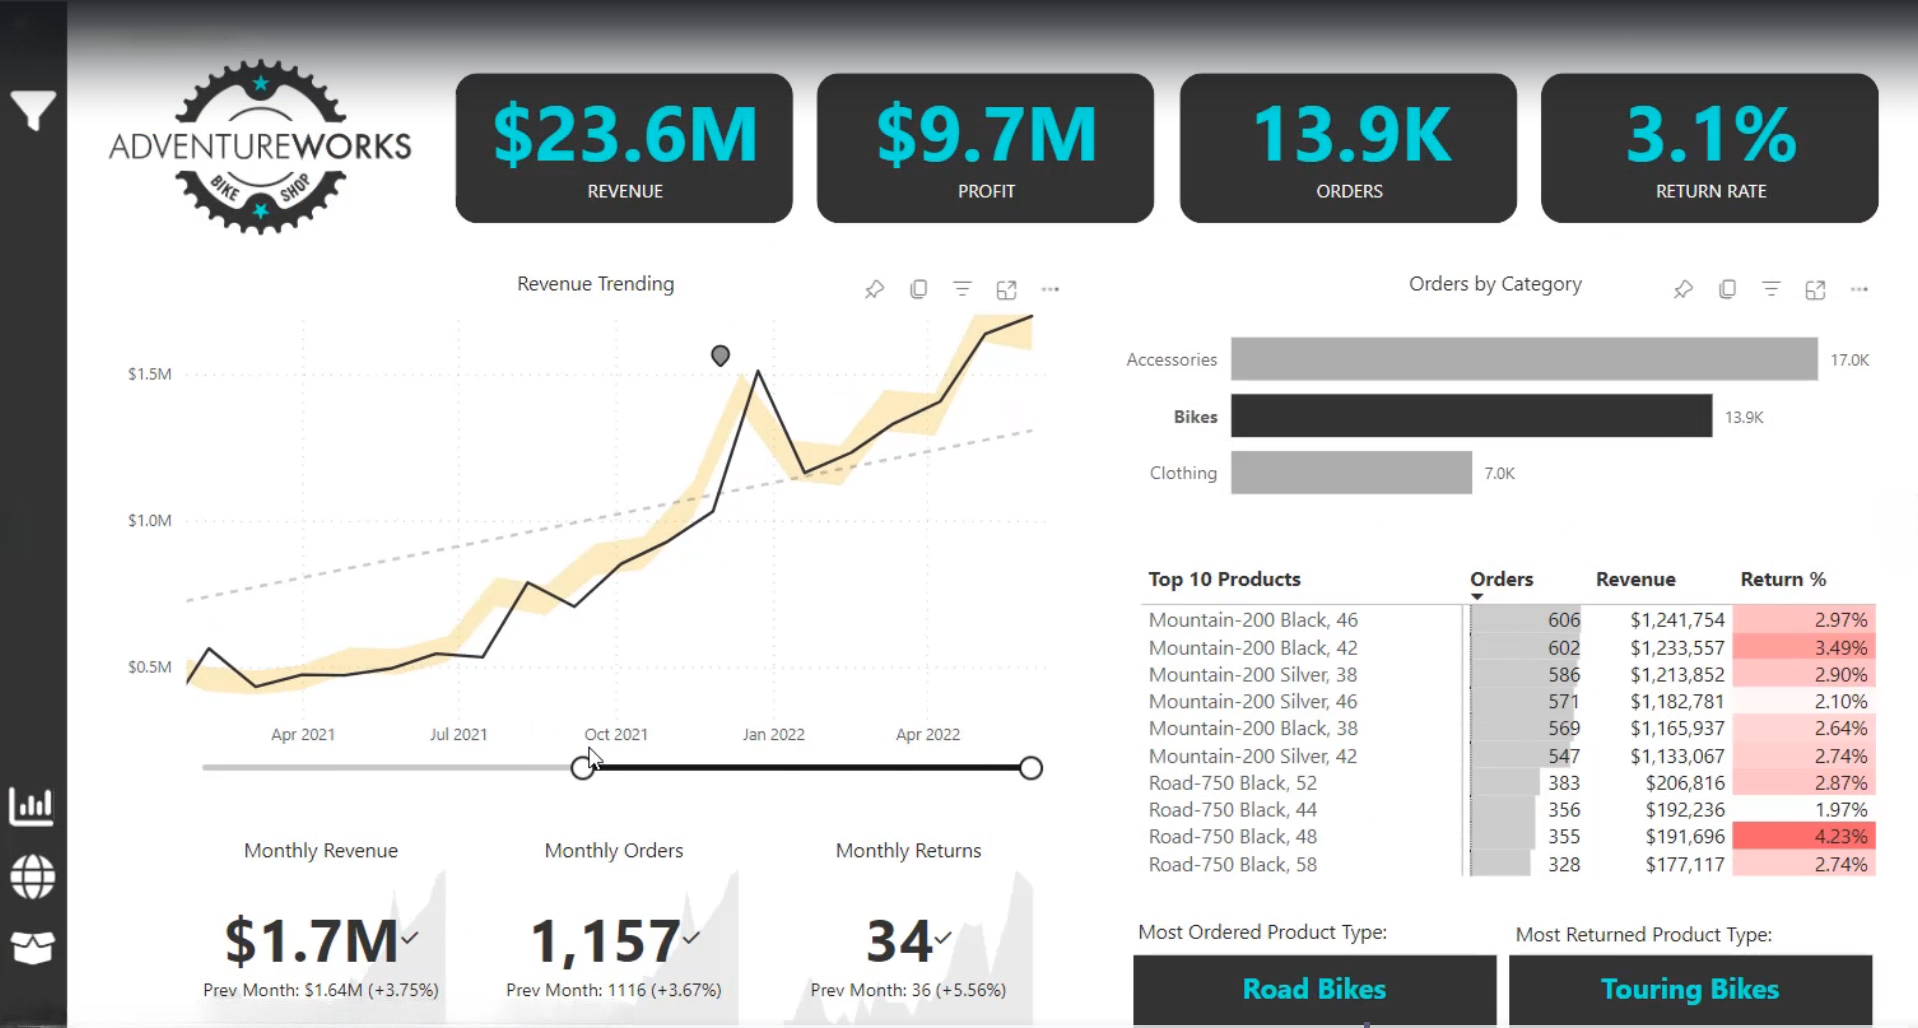 ADVENTUREWORKS
BIKE SHOP
$23.6M
REVENUE
$9.7M
PROFIT
13.9K
ORDERS
3.1%
RETURN RATE
Revenue Trending
$1.5M
$1.0M
$0.5M
Apr 2021 Jul 2021 Oct 2021 Jan 2022 Apr 2022
Orders by Category
Accessories 17.0K
Bikes 13.9K
Clothing 7.0K
Top 10 Products Orders Revenue Return %
Mountain-200 Black, 46 606 $1,241,754 2.97%
Mountain-200 Black, 42 602 $1,233,557 3.49%
Mountain-200 Silver, 38 586 $1,213,852 2.90%
Mountain-200 Silver, 46 571 $1,182,781 2.10%
Mountain-200 Black, 38 569 $1,165,937 2.64%
Mountain-200 Silver, 42 547 $1,133,067 2.74%
Road-750 Black, 52 383 $206,816 2.87%
Road-750 Black, 44 356 $192,236 1.97%
Road-750 Black, 48 355 $191,696 4.23%
Road-750 Black, 58 328 $177,117 2.74%
Monthly Revenue
$1.7M
Prev Month: $1.64M (+3.75%)
Monthly Orders
1,157
Prev Month: 1116 (+3.67%)
Monthly Returns
34
Prev Month: 36 (+5.56%)
Most Ordered Product Type:
Road Bikes
Most Returned Product Type:
Touring Bikes